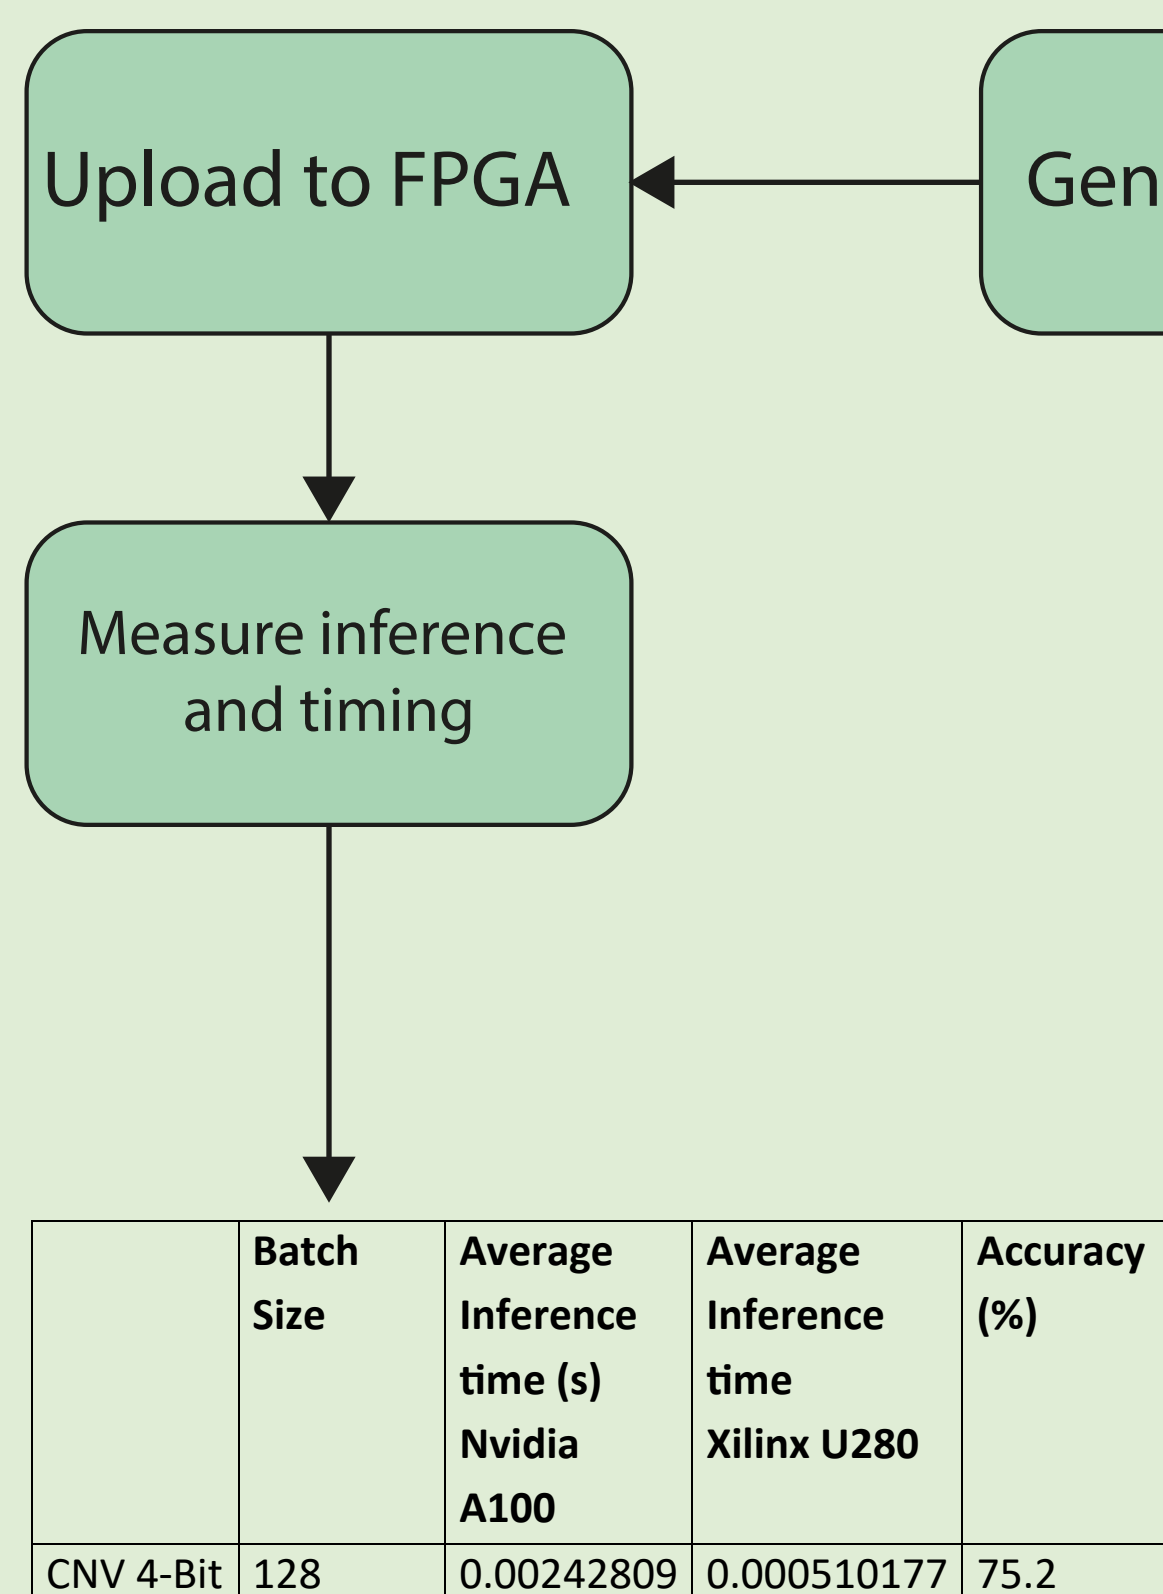 Upload to FPGA
Gen
Measure inference
and timing
Batch Size
Average Inference time (s) Nvidia A100
Average Inference time Xilinx U280
Accuracy (%)
CNV 4-Bit 128 0.00242809 0.000510177 75.2